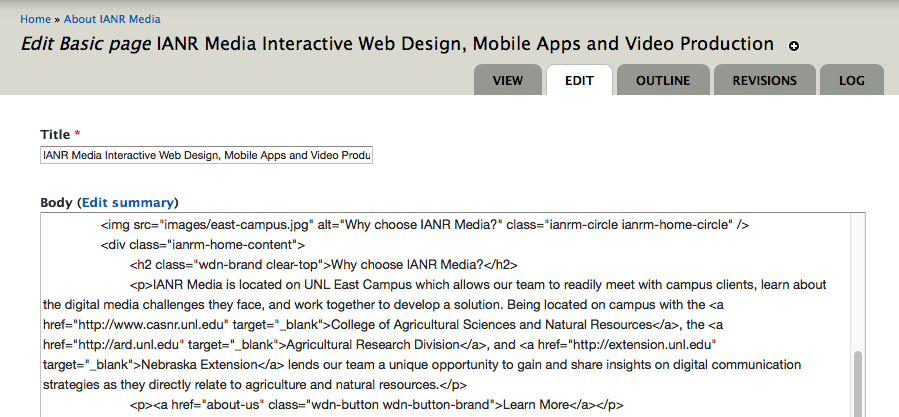 Home » About IANR Media
Edit Basic page IANR Media Interactive Web Design, Mobile Apps and Video Production
VIEW EDIT OUTLINE REVISIONS LOG
Title *
IANR Media Interactive Web Design, Mobile Apps and Video Produ
Body (Edit summary)
<img src="images/east-campus.jpg" alt="Why choose IANR Media?" class="ianrm-circle ianrm-home-circle" />
<div class="ianrm-home-content">
<h2 class="wdn-brand clear-top">Why choose IANR Media?</h2>
<p>IANR Media is located on UNL East Campus which allows our team to readily meet with campus clients, learn about
the digital media challenges they face, and work together to develop a solution. Being located on campus with the <a
href="http://www.casnr.unl.edu" target="_blank">College of Agricultural Sciences and Natural Resources</a>, the <a
href="http://ard.unl.edu" target="_blank">Agricultural Research Division</a>, and <a href="http://extension.unl.edu"
target="_blank">Nebraska Extension</a> lends our team a unique opportunity to gain and share insights on digital communication
strategies as they directly relate to agriculture and natural resources.</p>
<p><a href="about-us" class="wdn-button wdn-button-brand">Learn More</a></p>